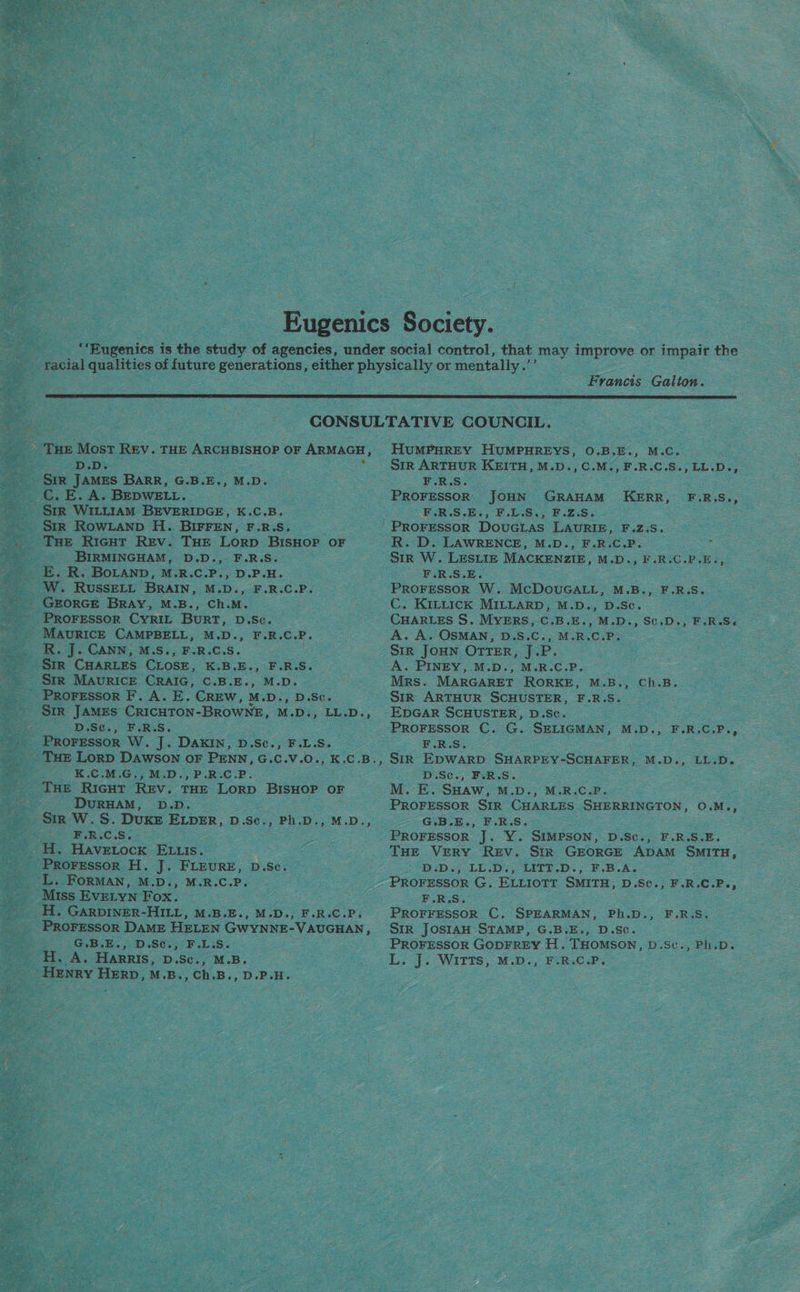 Eugenics Society.
‘‘Eugenics is the study of agencies, under social control, that may improve or impair the
racial qualities of future generations, either physically or mentally.’’
Francis Galton.
CONSULTATIVE COUNCIL.
THE MOST REV. THE ARCHBISHOP OF ARMAGH,
D.D.
SIR JAMES BARR, G.B.E., M.D.
C. E. A. BEDWELL.
SIR WILLIAM BEVERIDGE, K.C.B.
SIR ROWLAND H. BIFFEN, F.R.S.
THE RIGHT REV. THE LORD BISHOP OF
BIRMINGHAM, D.D., F.R.S.
E. R. BOLAND, M.R.C.P., D.P.H.
W. RUSSELL BRAIN, M.D., F.R.C.P.
GEORGE BRAY, M.B., Ch.M.
PROFESSOR CYRIL BURT, D.Sc.
MAURICE CAMPBELL, M.D., F.R.C.P.
R. J. CANN, M.S., F.R.C.S.
SIR CHARLES CLOSE, K.B.E., F.R.S.
SIR MAURICE CRAIG, C.B.E., M.D.
PROFESSOR F. A. E. CREW, M.D., D.Sc.
SIR JAMES CRICHTON-BROWNE, M.D., LL.D.,
D.Sc., F.R.S.
PROFESSOR W. J. DAKIN, D.Sc., F.L.S.
THE LORD DAWSON OF PENN, G.C.V.O., K.C.B.,
K.C.M.G., M.D., P.R.C.P.
THE RIGHT REV. THE LORD BISHOP OF
DURHAM, D.D.
SIR W. S. DUKE ELDER, D.Sc., Ph.D., M.D.,
F.R.C.S.
H. HAVELOCK ELLIS.
PROFESSOR H. J. FLEURE, D.Sc.
L. FORMAN, M.D., M.R.C.P.
MISS EVELYN FOX.
H. GARDINER-HILL, M.B.E., M.D., F.R.C.P.
PROFESSOR DAME HELEN GWYNNE-VAUGHAN,
G.B.E., D.Sc., F.L.S.
H. A. HARRIS, D.Sc., M.B.
HENRY HERD, M.B., Ch.B., D.P.H.
HUMPHREY HUMPHREYS, O.B.E., M.C.
SIR ARTHUR KEITH, M.D., C.M., F.R.C.S., LL.D.,
F.R.S.
PROFESSOR JOHN GRAHAM KERR, F.R.S.,
F.R.S.E., F.L.S., F.Z.S.
PROFESSOR DOUGLAS LAURIE, F.Z.S.
R. D. LAWRENCE, M.D., F.R.C.P.
SIR W. LESLIE MACKENZIE, M.D., F.R.C.P.E.,
F.R.S.E.
PROFESSOR W. MCDOUGALL, M.B., F.R.S.
C. KILLICK MILLARD, M.D., D.Sc.
CHARLES S. MYERS, C.B.E., M.D., Sc.D., F.R.S.
A. A. OSMAN, D.S.C., M.R.C.P.
SIR JOHN OTTER, J.P.
A. PINEY, M.D., M.R.C.P.
MRS. MARGARET RORKE, M.B., Ch.B.
SIR ARTHUR SCHUSTER, F.R.S.
EDGAR SCHUSTER, D.Sc.
PROFESSOR C. G. SELIGMAN, M.D., F.R.C.P.,
F.R.S.
SIR EDWARD SHARPEY-SCHAFER, M.D., LL.D.
D.Sc., F.R.S.
M. E. SHAW, M.D., M.R.C.P.
PROFESSOR SIR CHARLES SHERRINGTON, O.M.,
G.B.E., F.R.S.
PROFESSOR J. Y. SIMPSON, D.Sc., F.R.S.E.
THE VERY REV. SIR GEORGE ADAM SMITH,
D.D., LL.D., LITT.D., F.B.A.
PROFESSOR G. ELLIOTT SMITH, D.Sc., F.R.C.P.,
F.R.S.
PROFFESSOR C. SPEARMAN, Ph.D., F.R.S.
SIR JOSIAH STAMP, G.B.E., D.Sc.
PROFESSOR GODFREY H. THOMSON, D.Sc., Ph.D.
L. J. WITTS, M.D., F.R.C.P.